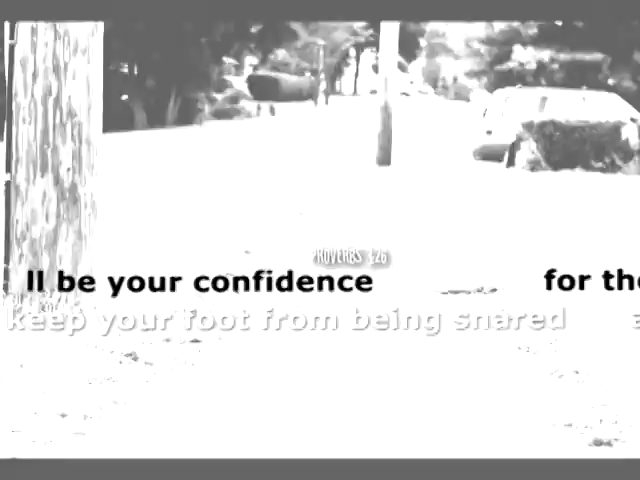 PROVERBS 3:26
ll be your confidence for the
keep your foot from being snared a